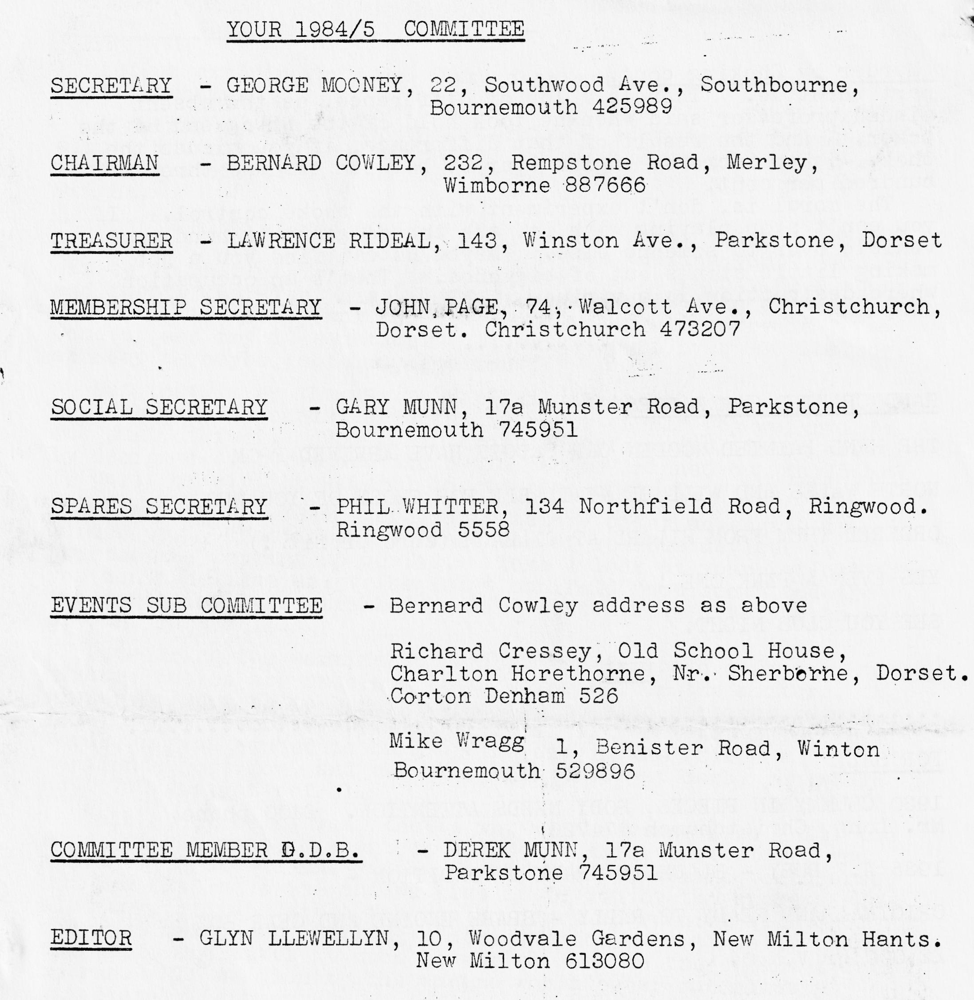 YOUR 1984/5 COMMITTEE
SECRETARY - GEORGE MOONEY, 22, Southwood Ave., Southbourne,
Bournemouth 425989
CHAIRMAN - BERNARD COWLEY, 232, Rempstone Road, Merley,
Wimborne 887666
TREASURER - LAWRENCE RIDEAL, 143, Winston Ave., Parkstone, Dorset
MEMBERSHIP SECRETARY - JOHN PAGE, 74, Walcott Ave., Christchurch,
Dorset. Christchurch 473207
SOCIAL SECRETARY - GARY MUNN, 17a Munster Road, Parkstone,
Bournemouth 745951
SPARES SECRETARY - PHIL WHITTER, 134 Northfield Road, Ringwood.
Ringwood 5558
EVENTS SUB COMMITTEE - Bernard Cowley address as above
Richard Cressey, Old School House,
Charlton Horethorne, Nr. Sherborne, Dorset.
Corton Denham 526
Mike Wragg 1, Benister Road, Winton
Bournemouth 529896
COMMITTEE MEMBER D.D.B. - DEREK MUNN, 17a Munster Road,
Parkstone 745951
EDITOR - GLYN LLEWELLYN, 10, Woodvale Gardens, New Milton Hants.
New Milton 613080